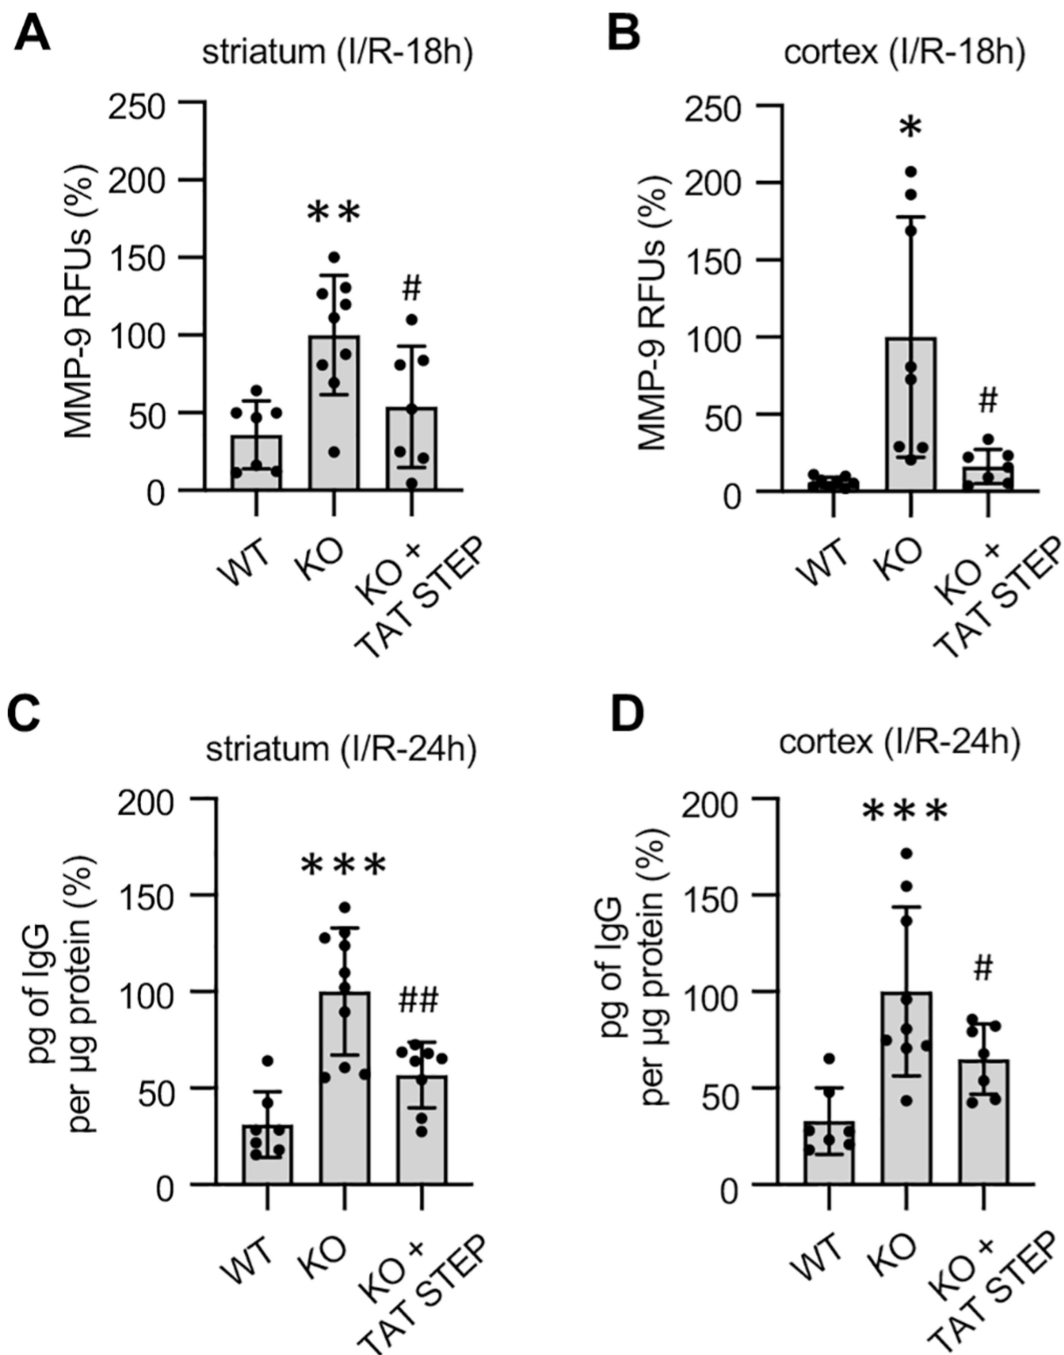 A
striatum (I/R-18h)
MMP-9 RFUs (%)
250
200
150
100
50
0
**
#
WT
KO
KO +
TAT STEP
B
cortex (I/R-18h)
MMP-9 RFUs (%)
250
200
150
100
50
0
*
#
WT
KO
KO +
TAT STEP
C
striatum (I/R-24h)
pg of IgG
per µg protein (%)
200
150
100
50
0
***
##
WT
KO
KO +
TAT STEP
D
cortex (I/R-24h)
pg of IgG
per µg protein (%)
200
150
100
50
0
***
#
WT
KO
KO +
TAT STEP